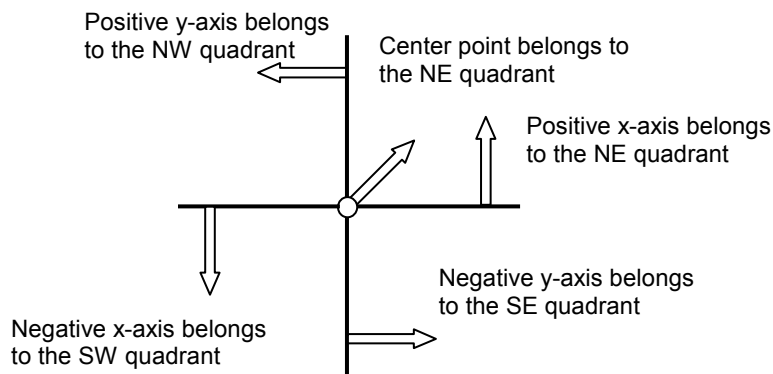 Positive y-axis belongs
to the NW quadrant
Center point belongs to
the NE quadrant
Positive x-axis belongs
to the NE quadrant
Negative y-axis belongs
to the SE quadrant
Negative x-axis belongs
to the SW quadrant